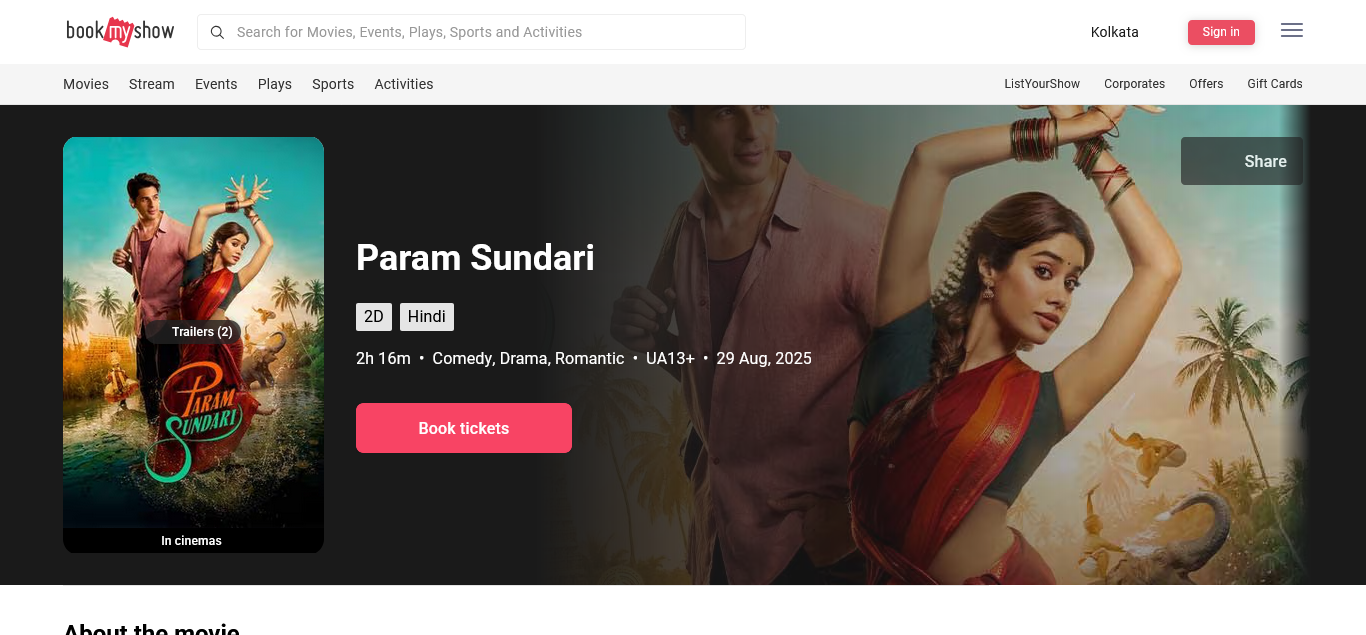 book my show
Search for Movies, Events, Plays, Sports and Activities
Kolkata
Sign in
Movies Stream Events Plays Sports Activities
ListYourShow Corporates Offers Gift Cards
Share
Trailers (2)
PARAM
SUNDARI
In cinemas
Param Sundari
2D Hindi
2h 16m • Comedy, Drama, Romantic • UA13+ • 29 Aug, 2025
Book tickets
About the movie